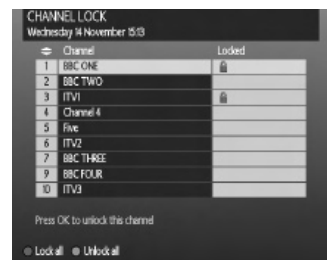 CHANNEL LOCK
Wednesday 14 November 15:13
Channel Locked
1 BBC ONE
2 BBC TWO
3 ITV1
4 Channel 4
5 Five
6 ITV2
7 BBC THREE
9 BBC FOUR
10 ITV3
Press OK to unlock this channel
Lock all Unlock all